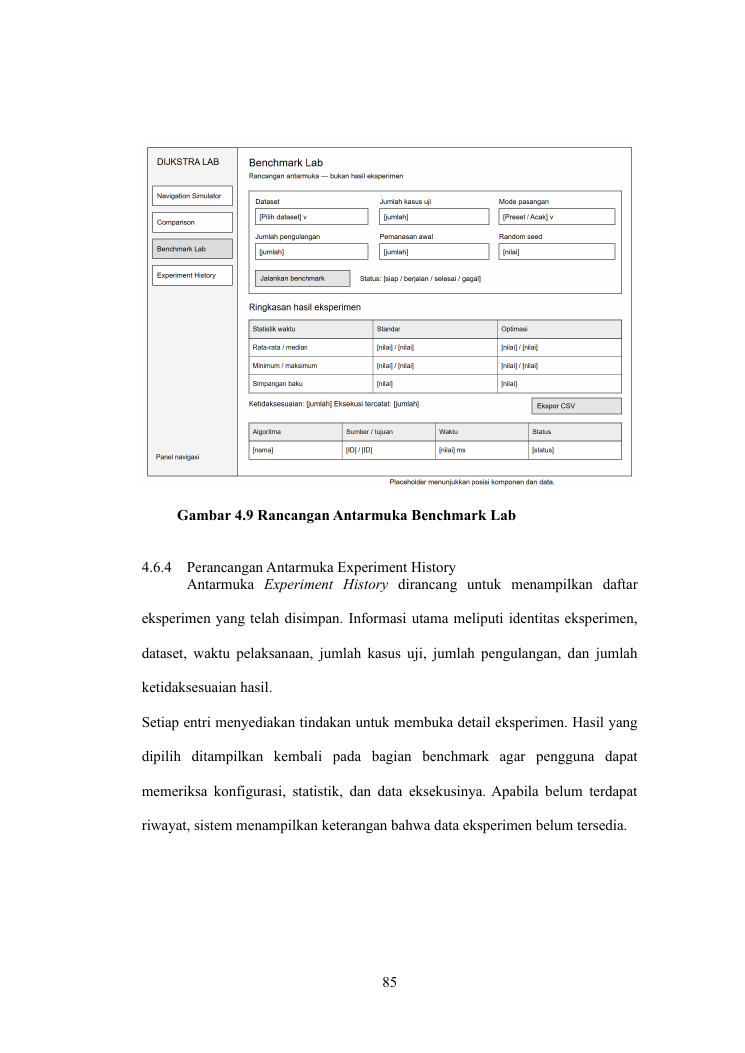 DIJKSTRA LAB
Navigation Simulator
Comparison
Benchmark Lab
Experiment History
Panel navigasi
Benchmark Lab
Rancangan antarmuka — bukan hasil eksperimen
Dataset Jumlah kasus uji Mode pasangan
[Pilih dataset] v [jumlah] [Preset / Acak] v
Jumlah pengulangan Pemanasan awal Random seed
[jumlah] [jumlah] [nilai]
Jalankan benchmark Status: [siap / berjalan / selesai / gagal]
Ringkasan hasil eksperimen
Statistik waktu Standar Optimasi
Rata-rata / median [nilai] / [nilai] [nilai] / [nilai]
Minimum / maksimum [nilai] / [nilai] [nilai] / [nilai]
Simpangan baku [nilai] [nilai]
Ketidaksesuaian: [jumlah] Eksekusi tercatat: [jumlah] Ekspor CSV
Algoritma Sumber / tujuan Waktu Status
[nama] [ID] / [ID] [nilai] ms [status]
Placeholder menunjukkan posisi komponen dan data.
Gambar 4.9 Rancangan Antarmuka Benchmark Lab
4.6.4 Perancangan Antarmuka Experiment History
Antarmuka Experiment History dirancang untuk menampilkan daftar
eksperimen yang telah disimpan. Informasi utama meliputi identitas eksperimen,
dataset, waktu pelaksanaan, jumlah kasus uji, jumlah pengulangan, dan jumlah
ketidaksesuaian hasil.
Setiap entri menyediakan tindakan untuk membuka detail eksperimen. Hasil yang
dipilih ditampilkan kembali pada bagian benchmark agar pengguna dapat
memeriksa konfigurasi, statistik, dan data eksekusinya. Apabila belum terdapat
riwayat, sistem menampilkan keterangan bahwa data eksperimen belum tersedia.
85